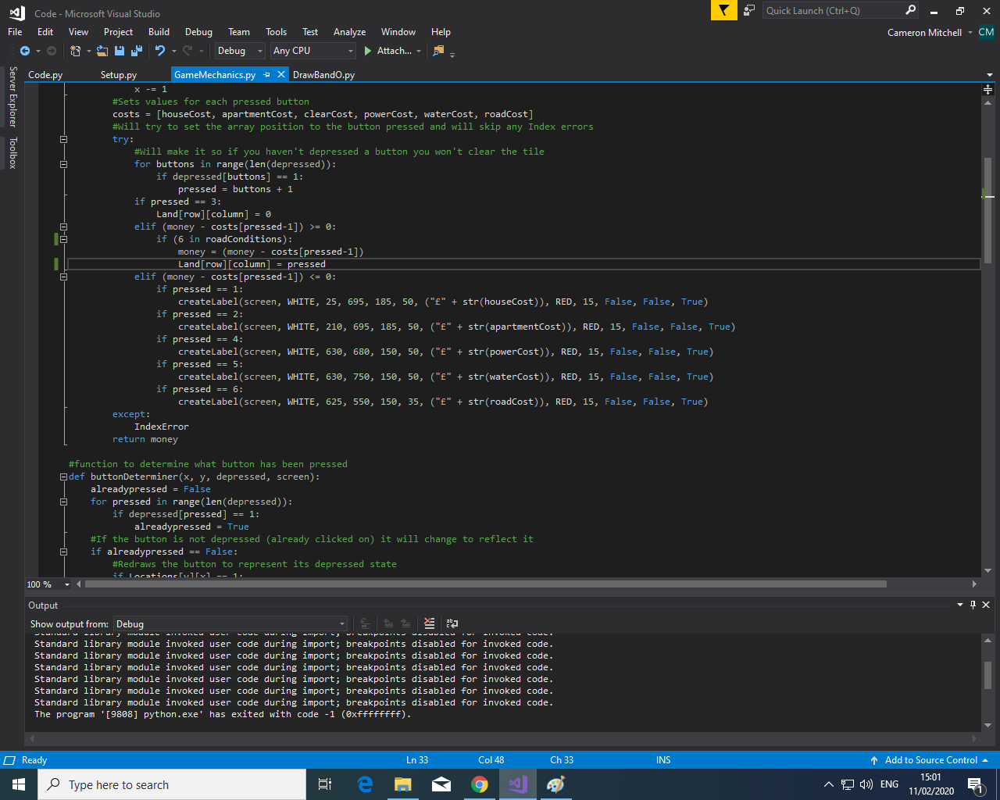 Code - Microsoft Visual Studio
Quick Launch (Ctrl+Q)
File Edit View Project Build Debug Team Tools Test Analyze Window Help
Cameron Mitchell CM
Debug Any CPU Attach...
Server Explorer
Toolbox
Code.py Setup.py GameMechanics.py DrawBandO.py
x -= 1
#Sets values for each pressed button
costs = [houseCost, apartmentCost, clearCost, powerCost, waterCost, roadCost]
#Will try to set the array position to the button pressed and will skip any Index errors
try:
#Will make it so if you haven't depressed a button you won't clear the tile
for buttons in range(len(depressed)):
if depressed[buttons] == 1:
pressed = buttons + 1
if pressed == 3:
Land[row][column] = 0
elif (money - costs[pressed-1]) >= 0:
if (6 in roadConditions):
money = (money - costs[pressed-1])
Land[row][column] = pressed
elif (money - costs[pressed-1]) <= 0:
if pressed == 1:
createLabel(screen, WHITE, 25, 695, 185, 50, ("£" + str(houseCost)), RED, 15, False, False, True)
if pressed == 2:
createLabel(screen, WHITE, 210, 695, 185, 50, ("£" + str(apartmentCost)), RED, 15, False, False, True)
if pressed == 4:
createLabel(screen, WHITE, 630, 680, 150, 50, ("£" + str(powerCost)), RED, 15, False, False, True)
if pressed == 5:
createLabel(screen, WHITE, 630, 750, 150, 50, ("£" + str(waterCost)), RED, 15, False, False, True)
if pressed == 6:
createLabel(screen, WHITE, 625, 550, 150, 35, ("£" + str(roadCost)), RED, 15, False, False, True)
except:
IndexError
return money
#function to determine what button has been pressed
def buttonDeterminer(x, y, depressed, screen):
alreadypressed = False
for pressed in range(len(depressed)):
if depressed[pressed] == 1:
alreadypressed = True
#If the button is not depressed (already clicked on) it will change to reflect it
if alreadypressed == False:
#Redraws the button to represent its depressed state
if Locations[y][x] == 1:
100 %
Output
Show output from: Debug
Standard library module invoked user code during import; breakpoints disabled for invoked code.
Standard library module invoked user code during import; breakpoints disabled for invoked code.
Standard library module invoked user code during import; breakpoints disabled for invoked code.
Standard library module invoked user code during import; breakpoints disabled for invoked code.
Standard library module invoked user code during import; breakpoints disabled for invoked code.
Standard library module invoked user code during import; breakpoints disabled for invoked code.
Standard library module invoked user code during import; breakpoints disabled for invoked code.
The program '[9808] python.exe' has exited with code -1 (0xffffffff).
Ready Ln 33 Col 48 Ch 33 INS Add to Source Control
Type here to search
ENG
15:01
11/02/2020
1